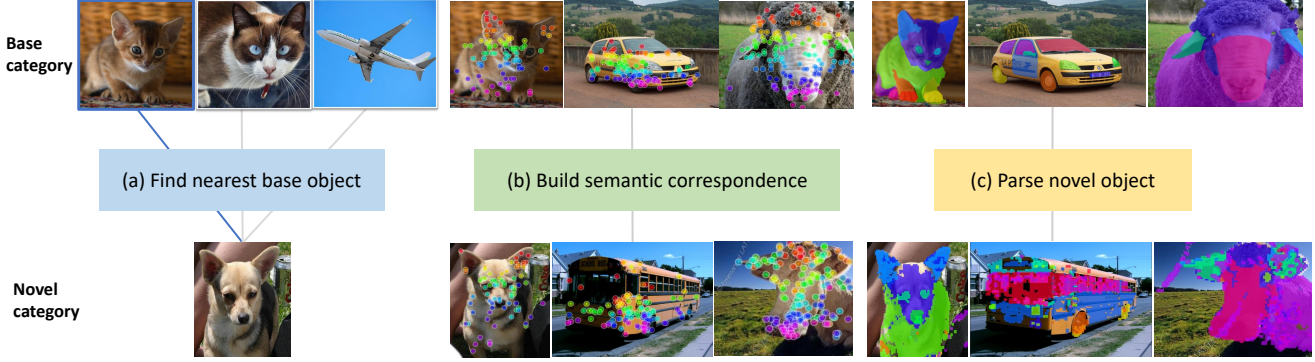 Base
category
(a) Find nearest base object
(b) Build semantic correspondence
(c) Parse novel object
Novel
category